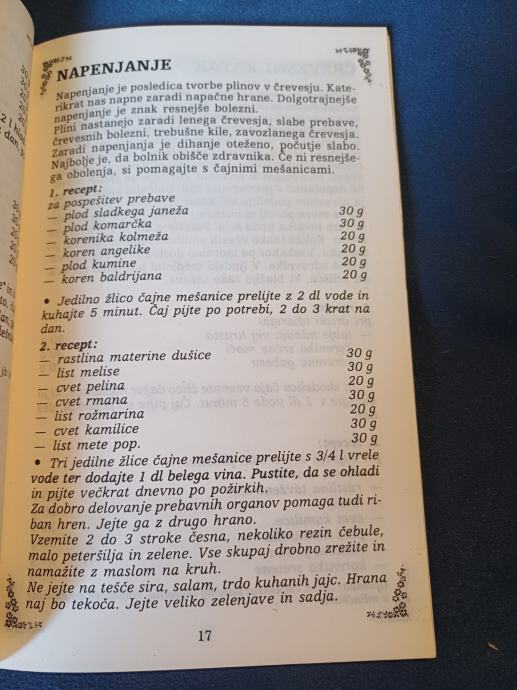 NAPENJANJE
Napenjanje je posledica tvorbe plinov v črevesju. Kate-
rikrat nas napne zaradi napačne hrane. Dolgotrajnejše
napenjanje je znak resnejše bolezni.
Plini nastanejo zaradi lenega črevesja, slabe prebave,
črevesnih bolezni, trebušne kile, zavozlanega črevesja.
Zaradi napenjanja je dihanje oteženo, počutje slabo.
Najbolje je, da bolnik obišče zdravnika. Če ni resnejše-
ga obolenja, si pomagajte s čajnimi mešanicami.
1. recept:
za pospešitev prebave
— plod sladkega janeža 30 g
— plod komarčka 30 g
— korenika kolmeža 20 g
— koren angelike 20 g
— plod kumine 20 g
— koren baldrijana 20 g
• Jedilno žlico čajne mešanice prelijte z 2 dl vode in
kuhajte 5 minut. Čaj pijte po potrebi, 2 do 3 krat na
dan.
2. recept:
— rastlina materine dušice 30 g
— list melise 30 g
— cvet pelina 20 g
— cvet rmana 30 g
— list rožmarina 20 g
— cvet kamilice 30 g
— list mete pop. 30 g
• Tri jedilne žlice čajne mešanice prelijte s 3/4 l vrele
vode ter dodajte 1 dl belega vina. Pustite, da se ohladi
in pijte večkrat dnevno po požirkih.
Za dobro delovanje prebavnih organov pomaga tudi ri-
ban hren. Jejte ga z drugo hrano.
Vzemite 2 do 3 stroke česna, nekoliko rezin čebule,
malo peteršilja in zelene. Vse skupaj drobno zrežite in
namažite z maslom na kruh.
Ne jejte na tešče sira, salam, trdo kuhanih jajc. Hrana
naj bo tekoča. Jejte veliko zelenjave in sadja.
17